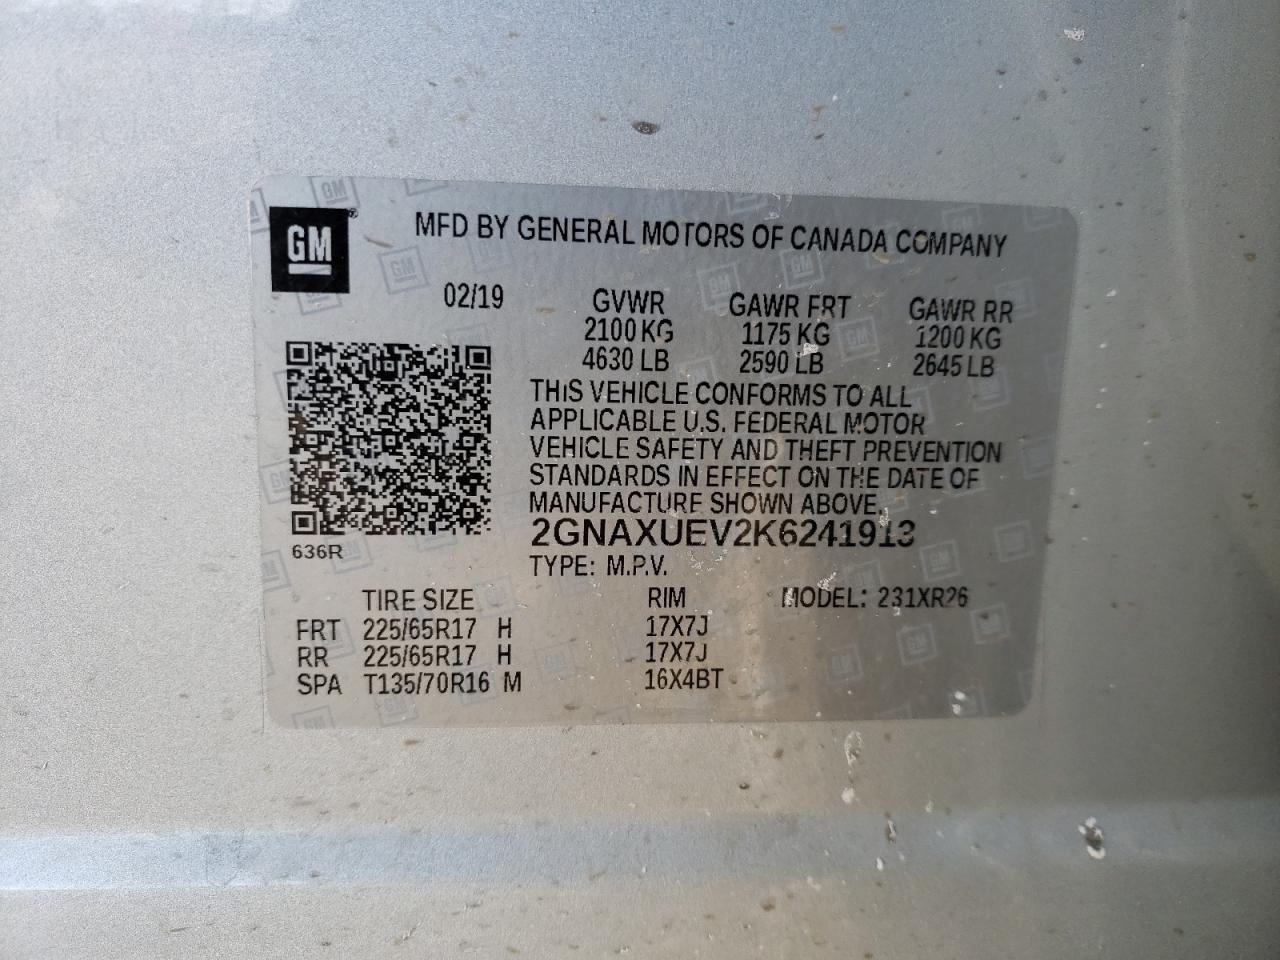 GM
MFD BY GENERAL MOTORS OF CANADA COMPANY
02/19 GVWR GAWR FRT GAWR RR
2100 KG 1175 KG 1200 KG
4630 LB 2590 LB 2645 LB
THIS VEHICLE CONFORMS TO ALL
APPLICABLE U.S. FEDERAL MOTOR
VEHICLE SAFETY AND THEFT PREVENTION
STANDARDS IN EFFECT ON THE DATE OF
MANUFACTURE SHOWN ABOVE.
2GNAXUEV2K6241913
636R
TYPE: M.P.V.
TIRE SIZE RIM MODEL: 231XR26
FRT 225/65R17 H 17X7J
RR 225/65R17 H 17X7J
SPA T135/70R16 M 16X4BT